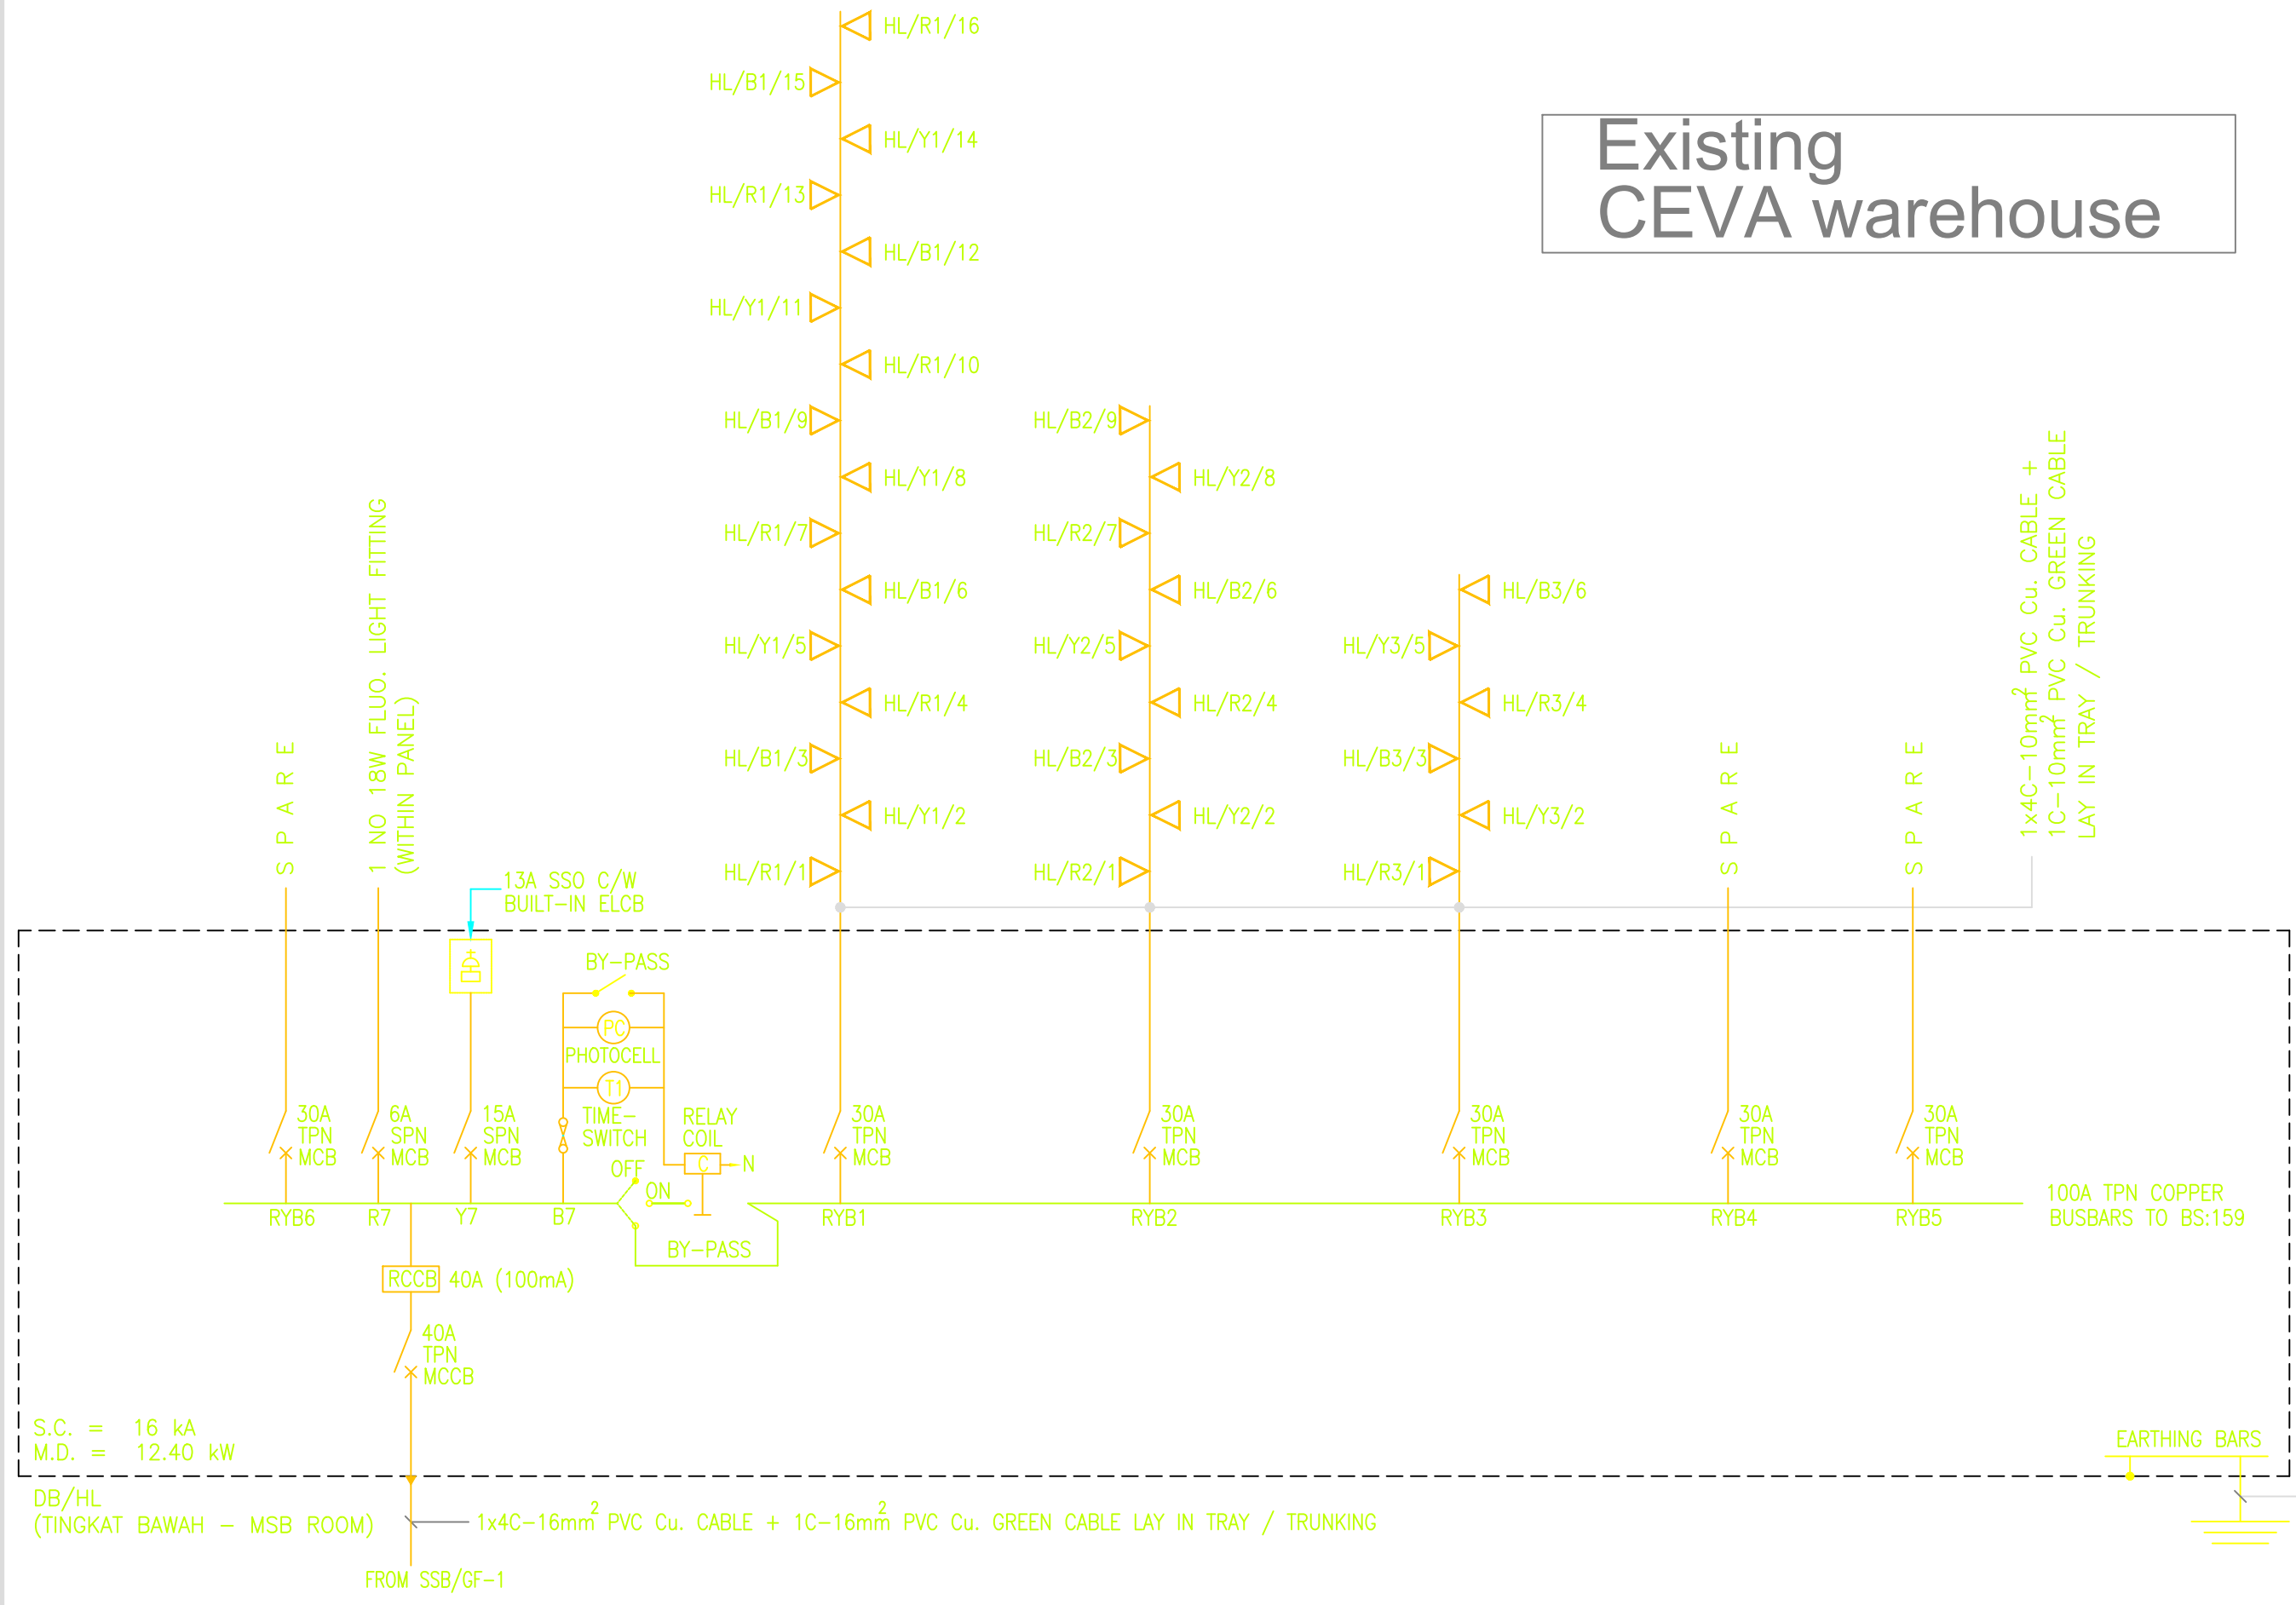 HL/R1/16
HL/B1/15
HL/Y1/14
HL/R1/13
HL/B1/12
HL/Y1/11
HL/R1/10
HL/B1/9
HL/Y1/8
HL/R1/7
HL/B1/6
HL/Y1/5
HL/R1/4
HL/B1/3
HL/Y1/2
HL/R1/1
HL/B2/9
HL/Y2/8
HL/R2/7
HL/B2/6
HL/Y2/5
HL/R2/4
HL/B2/3
HL/Y2/2
HL/R2/1
HL/B3/6
HL/Y3/5
HL/R3/4
HL/B3/3
HL/Y3/2
HL/R3/1
Existing
CEVA warehouse
S P A R E
1 NO 18W FLUO. LIGHT FITTING
(WITHIN PANEL)
13A SSO C/W
BUILT-IN ELCB
S P A R E
S P A R E
1x4C-10mm² PVC Cu. CABLE +
1C-10mm² PVC Cu. GREEN CABLE
LAY IN TRAY / TRUNKING
BY-PASS
PC
PHOTOCELL
T1
TIME-
SWITCH
RELAY
COIL
C
N
OFF
ON
BY-PASS
30A
TPN
MCB
6A
SPN
MCB
15A
SPN
MCB
30A
TPN
MCB
30A
TPN
MCB
30A
TPN
MCB
30A
TPN
MCB
30A
TPN
MCB
RYB6
R7
Y7
B7
RYB1
RYB2
RYB3
RYB4
RYB5
100A TPN COPPER
BUSBARS TO BS:159
RCCB 40A (100mA)
40A
TPN
MCCB
S.C. = 16 kA
M.D. = 12.40 kW
EARTHING BARS
DB/HL
(TINGKAT BAWAH - MSB ROOM)
1x4C-16mm² PVC Cu. CABLE + 1C-16mm² PVC Cu. GREEN CABLE LAY IN TRAY / TRUNKING
FROM SSB/GF-1